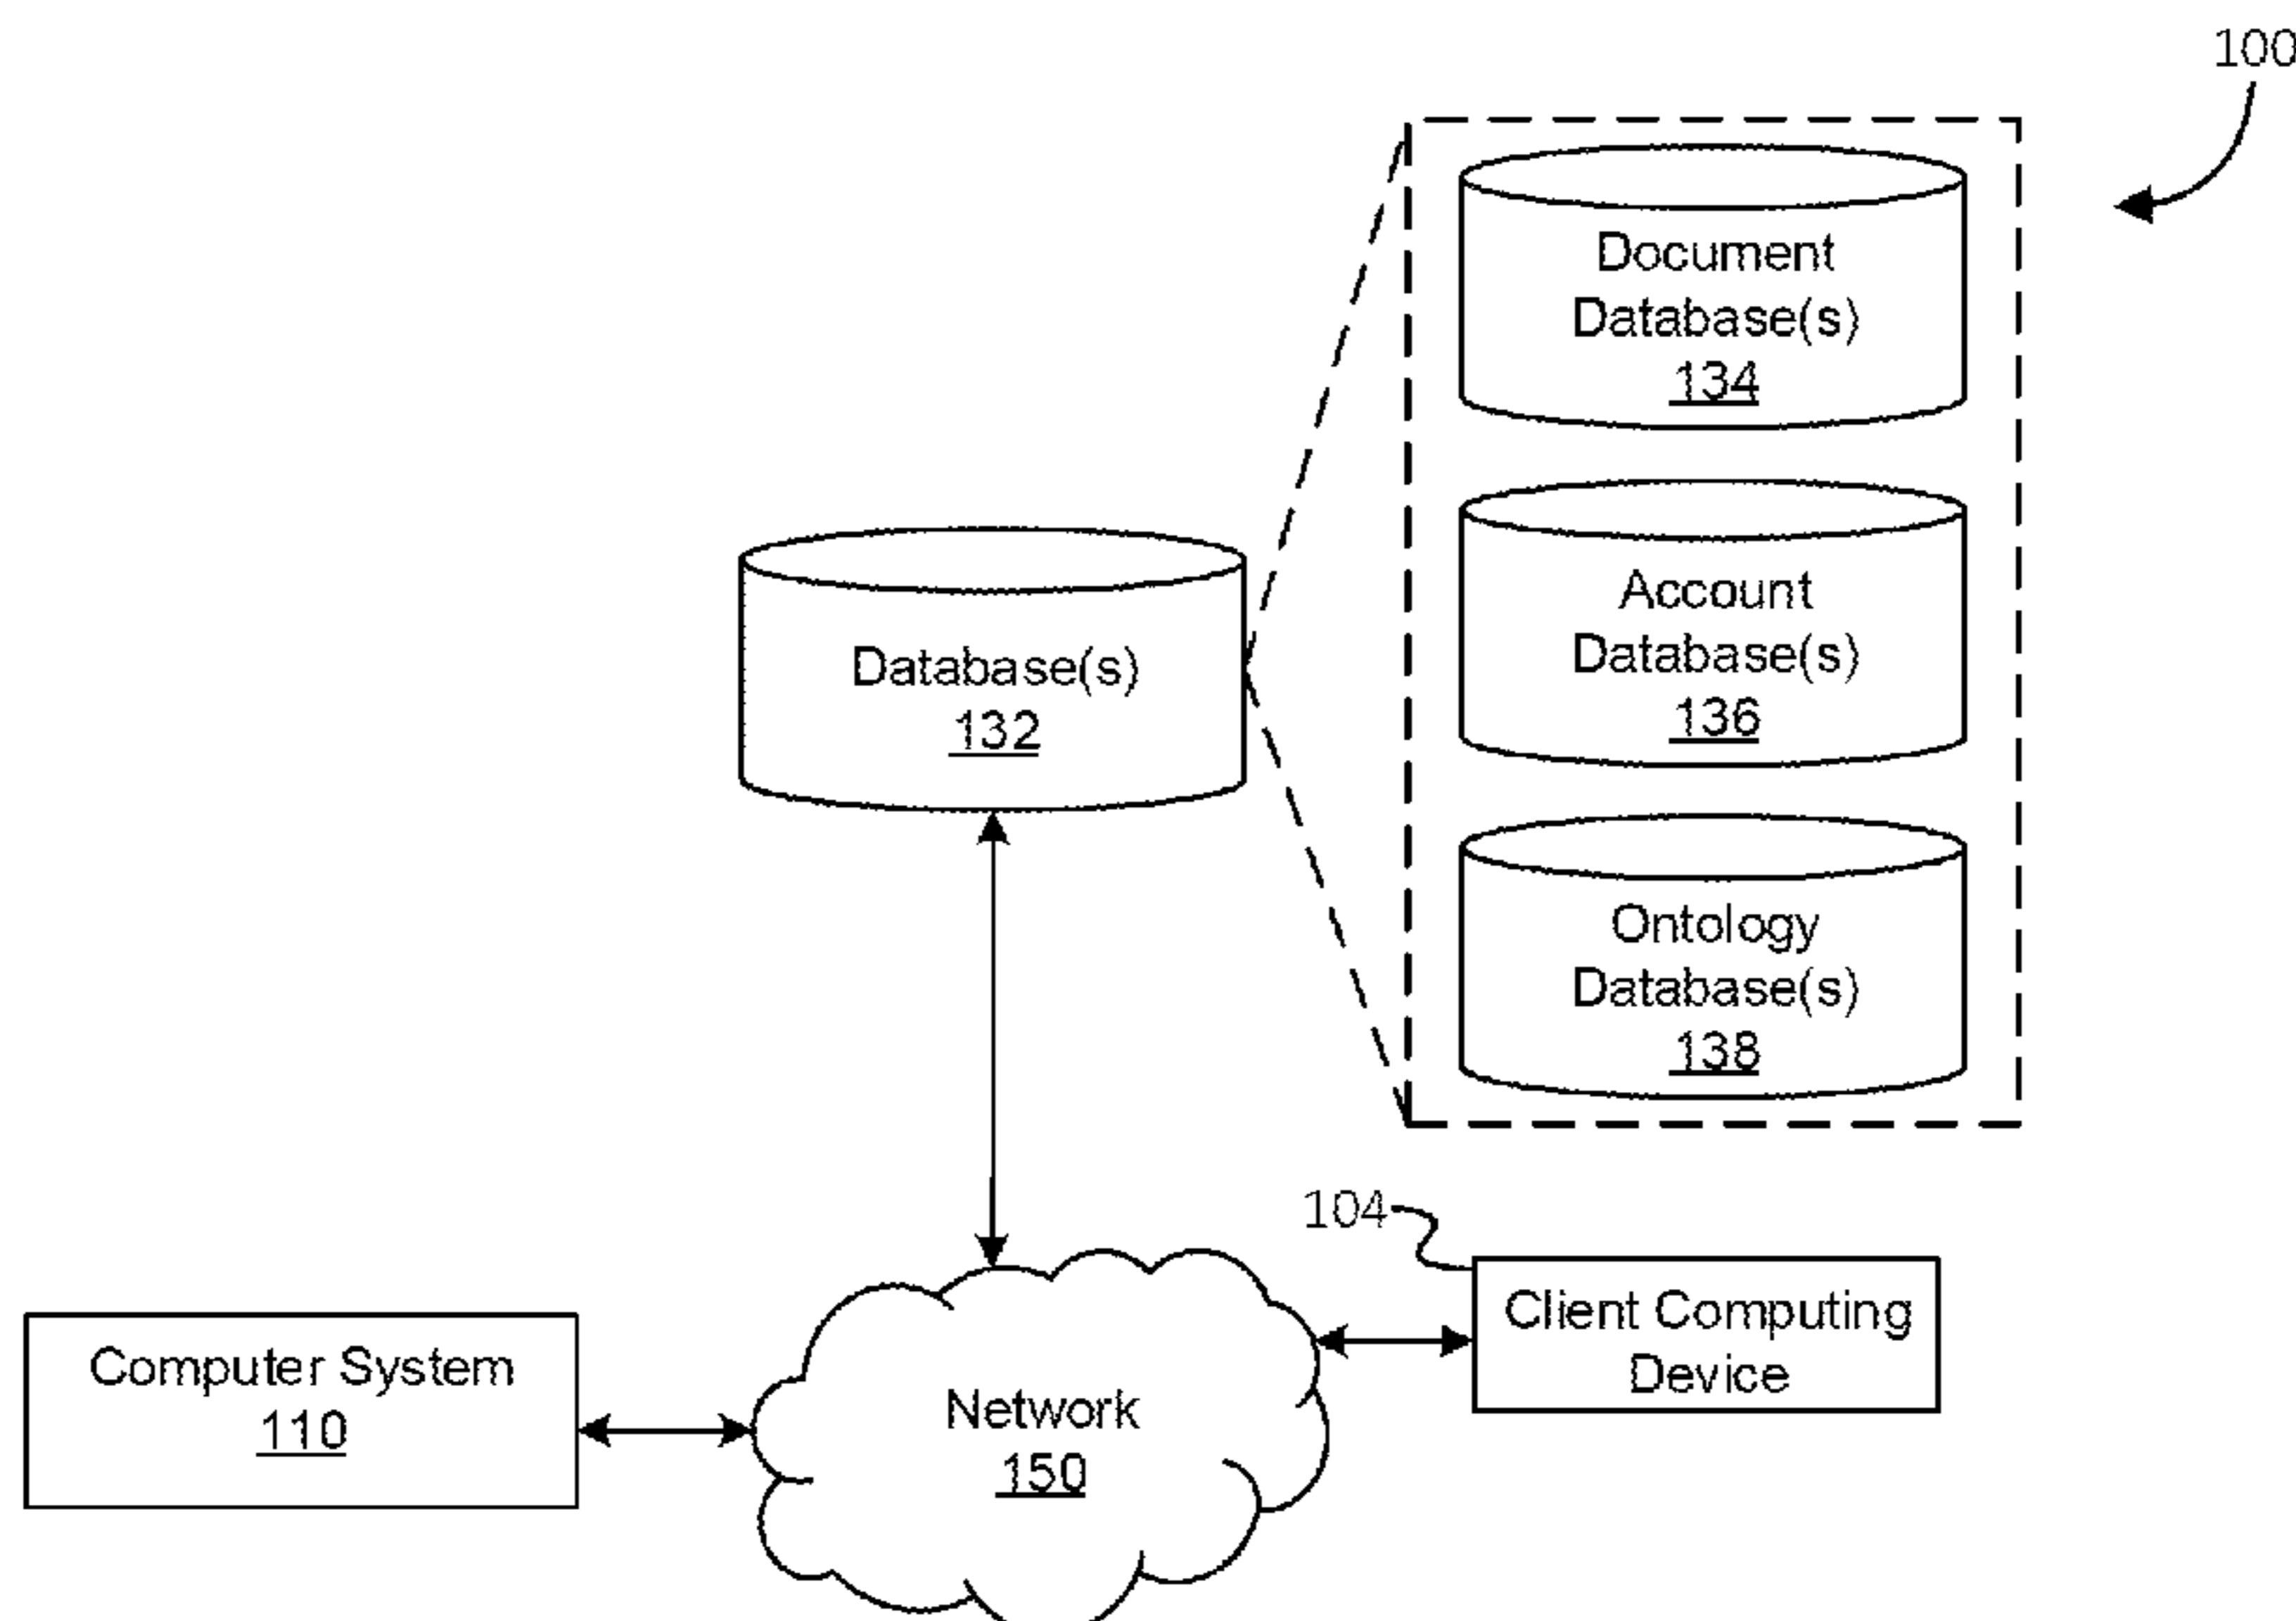 100
Document
Database(s)
134
Account
Database(s)
136
Ontology
Database(s)
138
Database(s)
132
104
Client Computing
Device
Computer System
110
Network
150